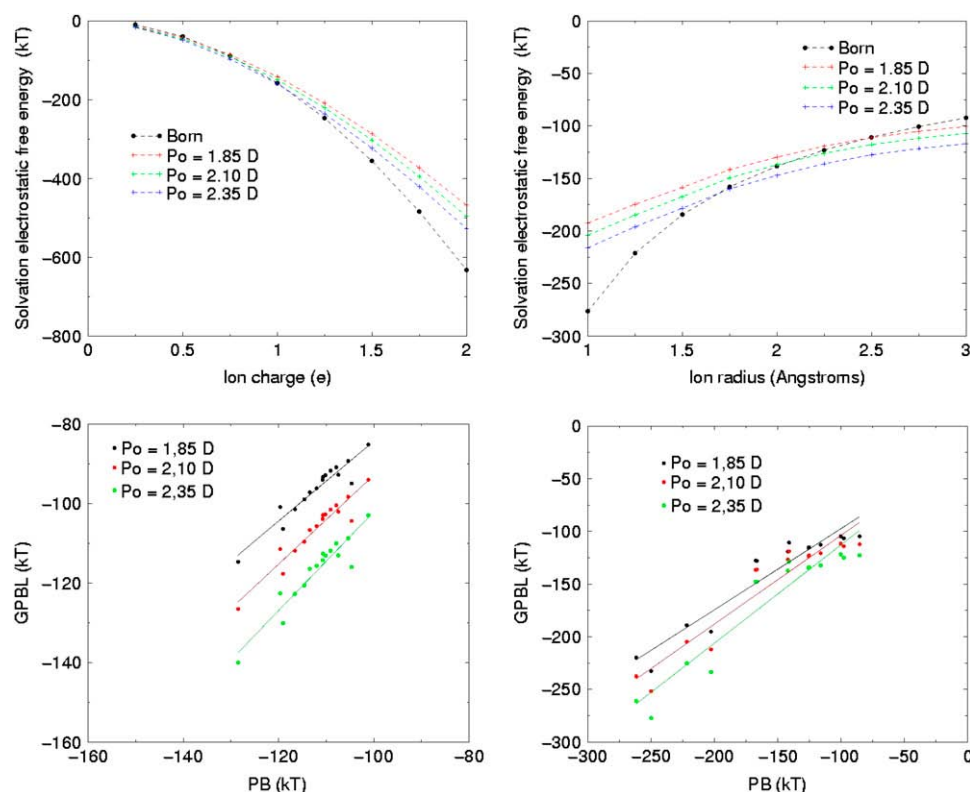 Solvation electrostatic free energy (kT)
0
−200
−400
−600
−800
Born
Po = 1.85 D
Po = 2.10 D
Po = 2.35 D
0 0.5 1 1.5 2
Ion charge (e)
Solvation electrostatic free energy (kT)
0
−50
−100
−150
−200
−250
−300
Born
Po = 1.85 D
Po = 2.10 D
Po = 2.35 D
1 1.5 2 2.5 3
Ion radius (Angstroms)
GPBL (kT)
−80
−100
−120
−140
−160
Po = 1,85 D
Po = 2,10 D
Po = 2,35 D
−160 −140 −120 −100 −80
PB (kT)
GPBL (kT)
0
−50
−100
−150
−200
−250
−300
Po = 1,85 D
Po = 2,10 D
Po = 2,35 D
−300 −250 −200 −150 −100 −50 0
PB (kT)